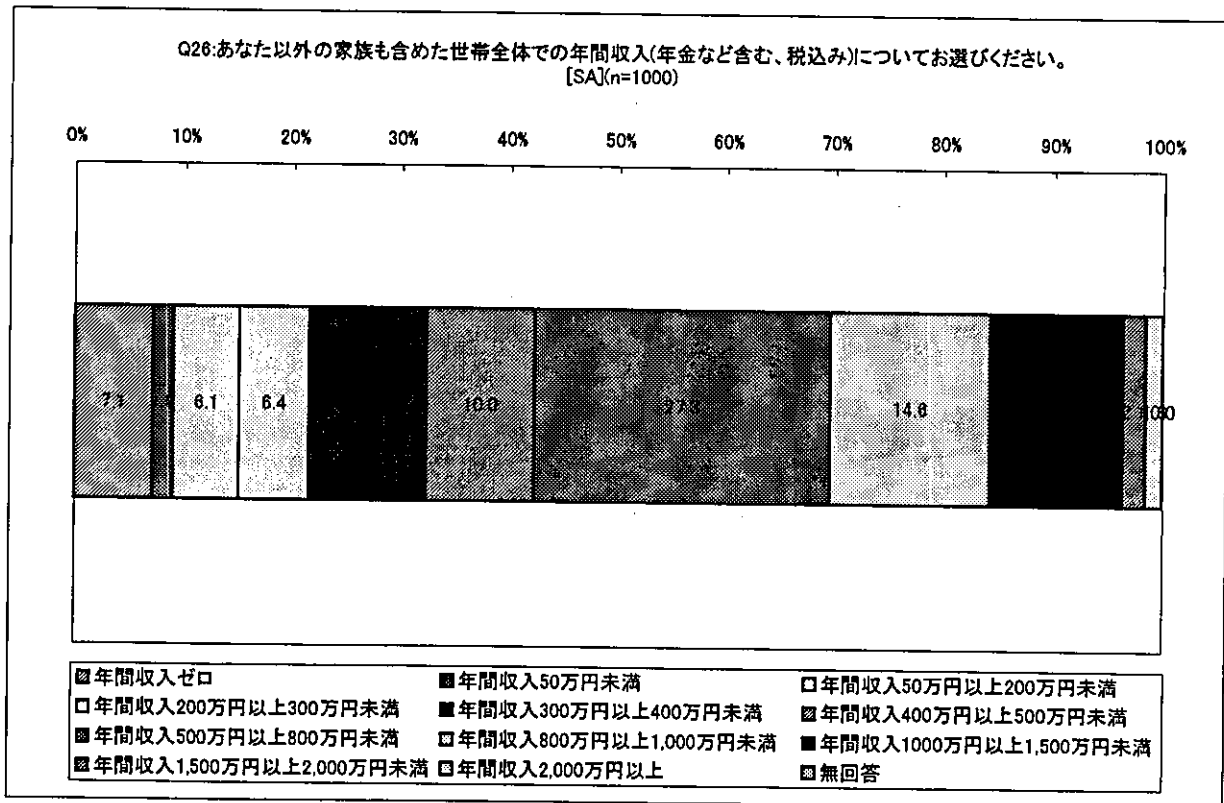 Q26:あなた以外の家族も含めた世帯全体での年間収入(年金など含む、税込み)についてお選びください。
[SA](n=1000)
0% 10% 20% 30% 40% 50% 60% 70% 80% 90% 100%
7.1 6.1 6.4 10.0 27.3 14.6
年間収入ゼロ 年間収入50万円未満 年間収入50万円以上200万円未満
年間収入200万円以上300万円未満 年間収入300万円以上400万円未満 年間収入400万円以上500万円未満
年間収入500万円以上800万円未満 年間収入800万円以上1,000万円未満 年間収入1000万円以上1,500万円未満
年間収入1,500万円以上2,000万円未満 年間収入2,000万円以上 無回答